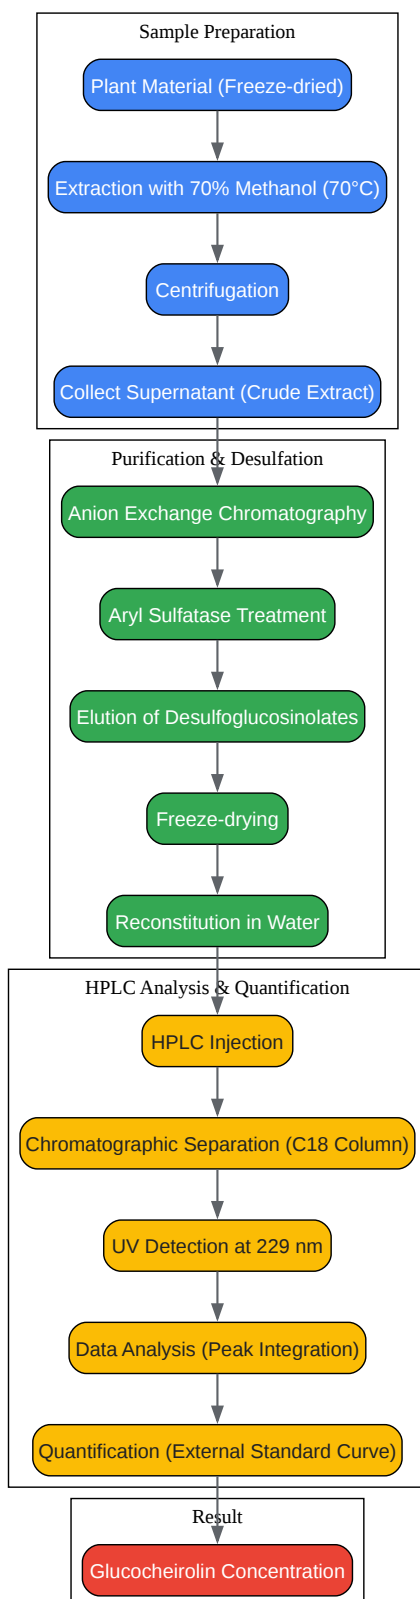 Sample Preparation
Plant Material (Freeze-dried)
Extraction with 70% Methanol (70°C)
Centrifugation
Collect Supernatant (Crude Extract)
Purification & Desulfation
Anion Exchange Chromatography
Aryl Sulfatase Treatment
Elution of Desulfoglucosinolates
Freeze-drying
Reconstitution in Water
HPLC Analysis & Quantification
HPLC Injection
Chromatographic Separation (C18 Column)
UV Detection at 229 nm
Data Analysis (Peak Integration)
Quantification (External Standard Curve)
Result
Glucocheirolin Concentration